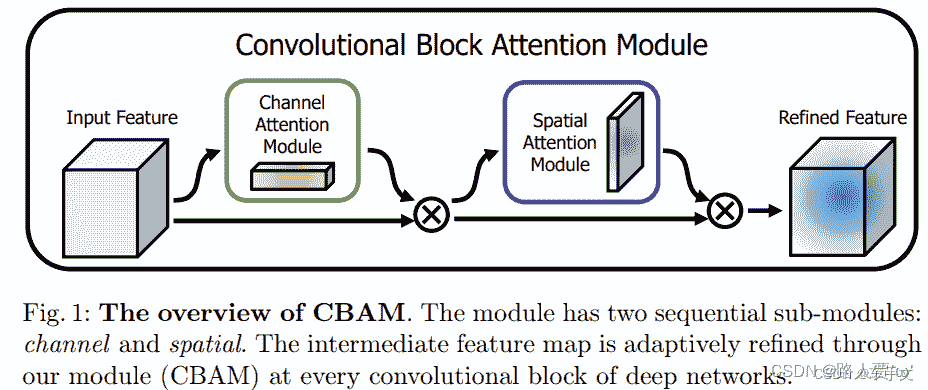 Convolutional Block Attention Module
Input Feature
Channel
Attention
Module
Spatial
Attention
Module
Refined Feature
Fig. 1: The overview of CBAM. The module has two sequential sub-modules:
channel and spatial. The intermediate feature map is adaptively refined through
our module (CBAM) at every convolutional block of deep networks.